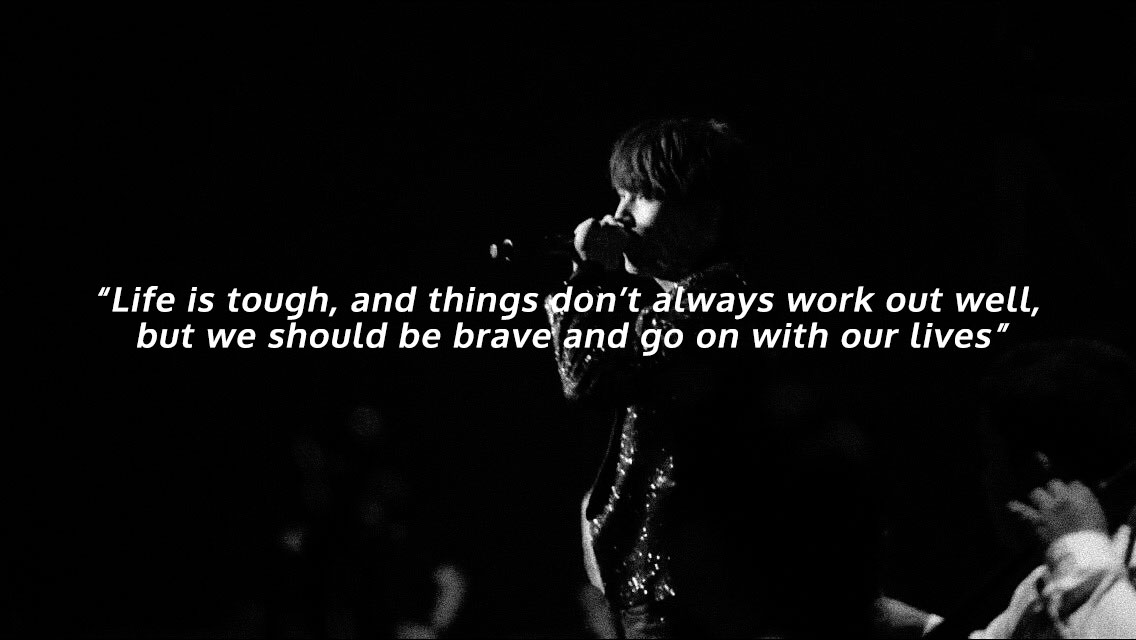 “Life is tough, and things don’t always work out well,
but we should be brave and go on with our lives”